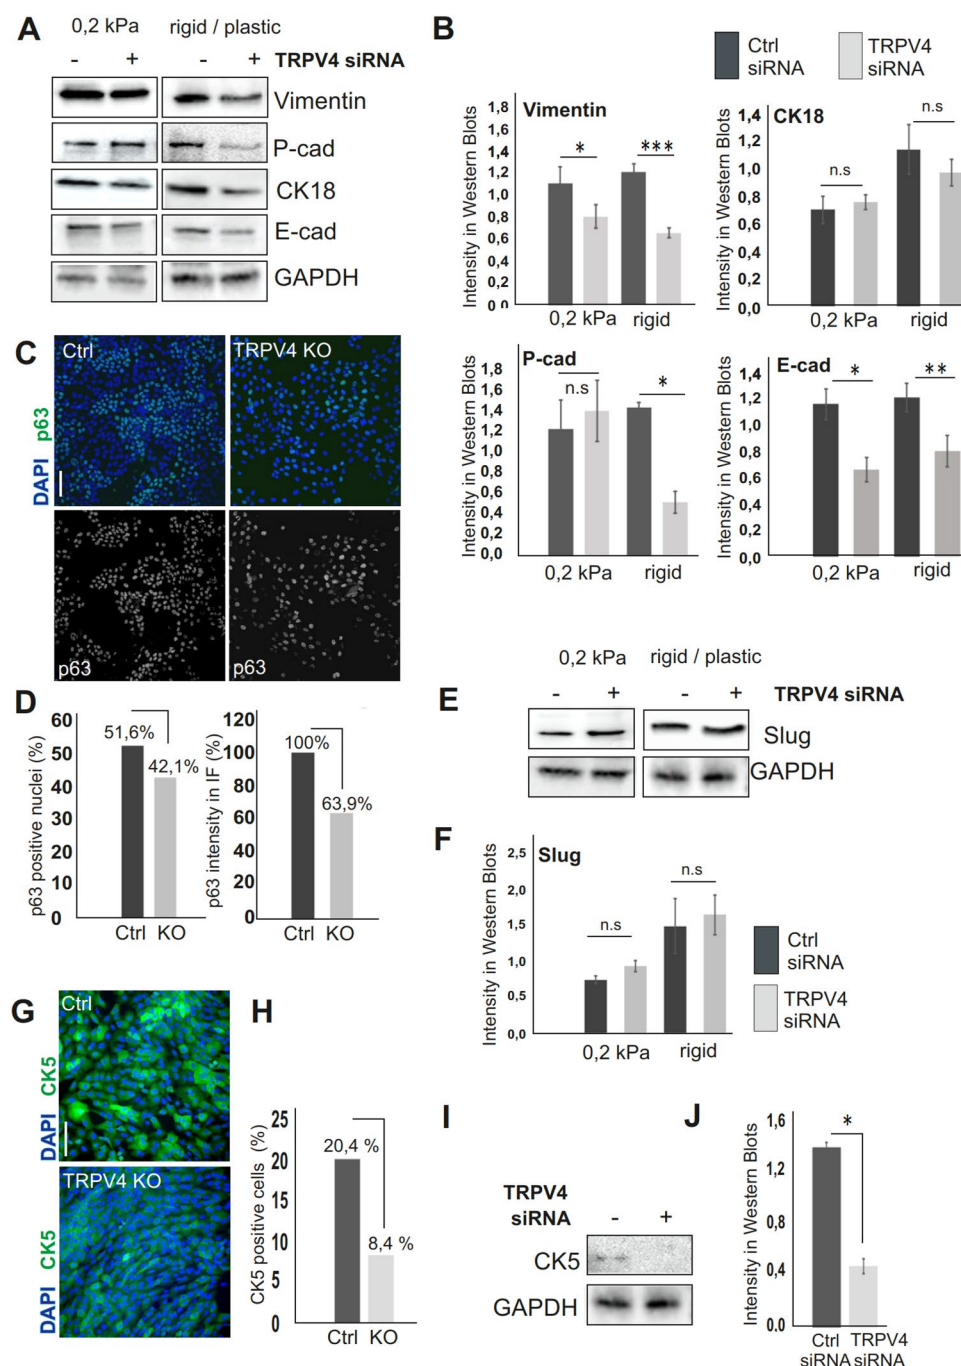 A
0,2 kPa
rigid / plastic
- + - + TRPV4 siRNA
Vimentin
P-cad
CK18
E-cad
GAPDH
B
Ctrl
siRNA
TRPV4
siRNA
Intensity in Western Blots
1,8
1,6
1,4
1,2
1,0
0,8
0,6
0,4
0,2
0,0
Vimentin
*
***
0,2 kPa rigid
Intensity in Western Blots
1,4
1,2
1,0
0,8
0,6
0,4
0,2
0,0
CK18
n.s
n.s
0,2 kPa rigid
Intensity in Western Blots
1,8
1,6
1,4
1,2
1,0
0,8
0,6
0,4
0,2
0,0
P-cad
n.s
*
0,2 kPa rigid
Intensity in Western Blots
1,4
1,2
1,0
0,8
0,6
0,4
0,2
0,0
E-cad
*
**
0,2 kPa rigid
C
DAPI p63
Ctrl
TRPV4 KO
p63
p63
D
p63 positive nuclei (%)
60
50
40
30
20
10
0
51,6%
42,1%
Ctrl KO
p63 intensity in IF (%)
120
100
80
60
40
20
0
100%
63,9%
Ctrl KO
E
0,2 kPa
rigid / plastic
- + - + TRPV4 siRNA
Slug
GAPDH
F
Intensity in Western Blots
2,5
2,0
1,5
1,0
0,5
0,0
Slug
n.s
n.s
0,2 kPa rigid
Ctrl
siRNA
TRPV4
siRNA
G
DAPI CK5
Ctrl
DAPI CK5
TRPV4 KO
H
CK5 positive cells (%)
25
20
15
10
5
0
20,4 %
8,4 %
Ctrl KO
I
TRPV4
siRNA - +
CK5
GAPDH
J
Intensity in Western Blots
1,6
1,2
0,8
0,4
0,0
*
Ctrl
siRNA
TRPV4
siRNA